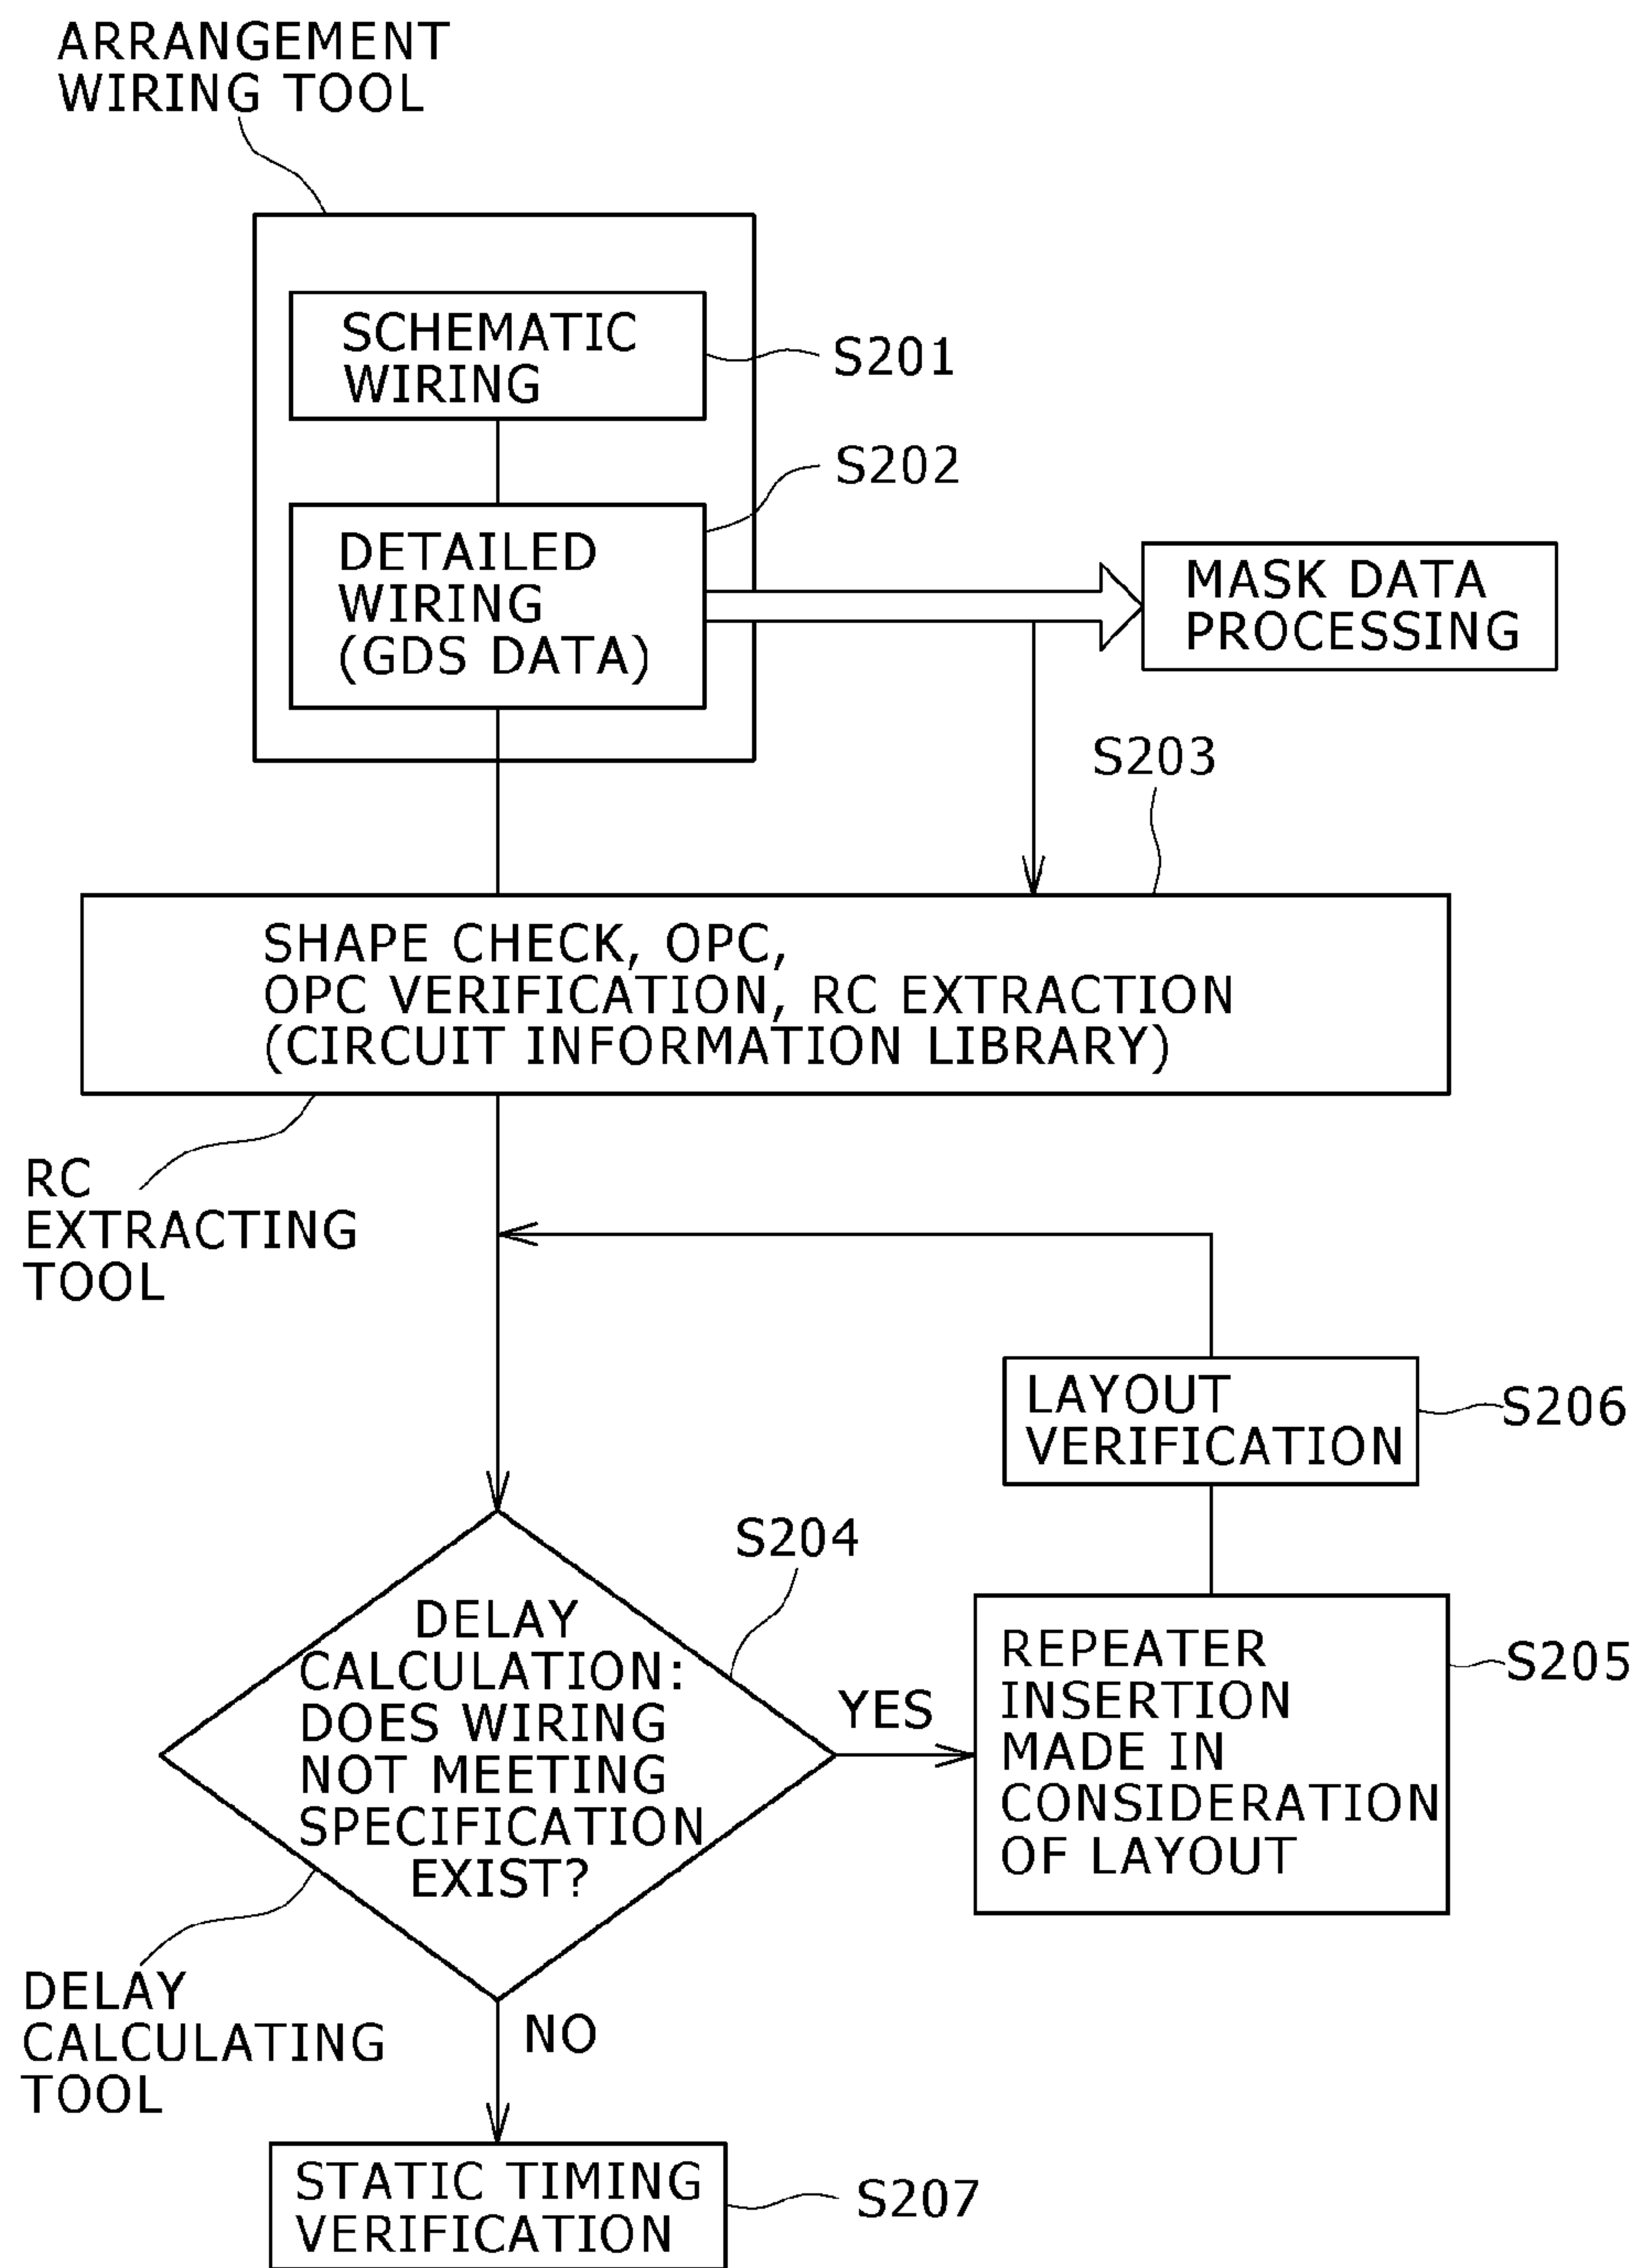 ARRANGEMENT
WIRING TOOL
SCHEMATIC
WIRING
S201
S202
DETAILED
WIRING
(GDS DATA)
MASK DATA
PROCESSING
S203
SHAPE CHECK, OPC,
OPC VERIFICATION, RC EXTRACTION
(CIRCUIT INFORMATION LIBRARY)
RC
EXTRACTING
TOOL
LAYOUT
VERIFICATION
S206
S204
DELAY
CALCULATION:
DOES WIRING
NOT MEETING
SPECIFICATION
EXIST?
YES
REPEATER
INSERTION
MADE IN
CONSIDERATION
OF LAYOUT
S205
DELAY
CALCULATING
TOOL
NO
STATIC TIMING
VERIFICATION
S207